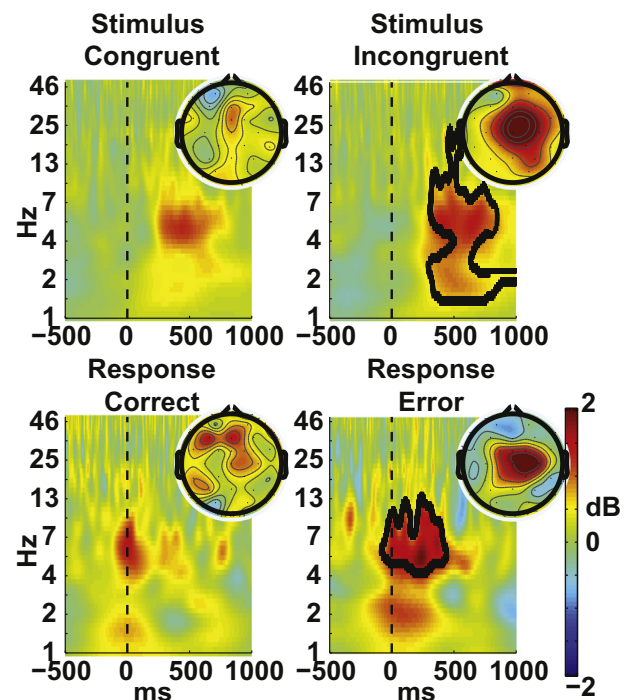 Stimulus Congruent
Stimulus Incongruent
46
25
13
7
4
2
1
Hz
−500 0 500 1000
46
25
13
7
4
2
1
−500 0 500 1000
Response Correct
Response Error
46
25
13
7
4
2
1
Hz
−500 0 500 1000
ms
46
25
13
7
4
2
1
−500 0 500 1000
ms
2
dB
0
−2